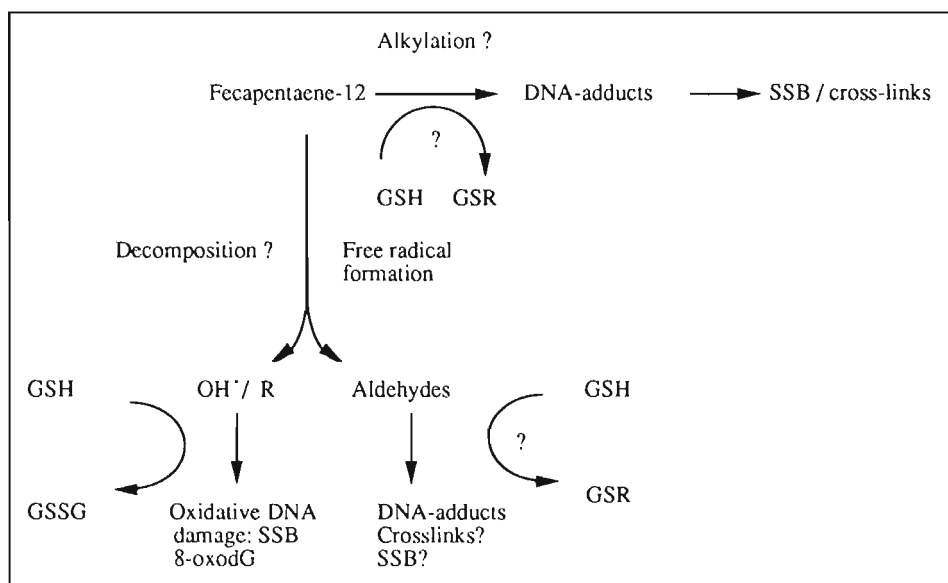 Alkylation ?
Fecapentaene-12
DNA-adducts
SSB / cross-links
?
GSH GSR
Decomposition ?
Free radical
formation
GSH
OH˙/ R
Aldehydes
GSH
?
GSSG
Oxidative DNA
damage: SSB
8-oxodG
DNA-adducts
Crosslinks?
SSB?
GSR